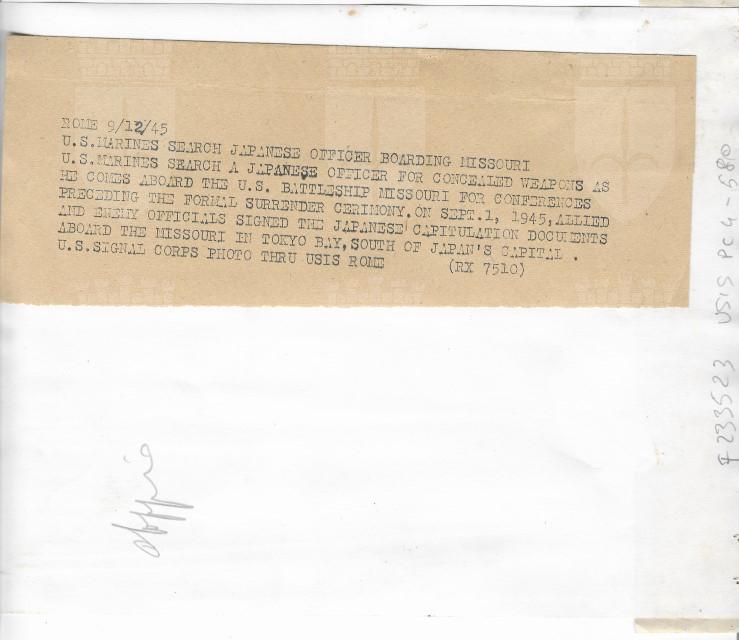 ROME 9/12/45
U.S.MARINES SEARCH JAPANESE OFFICER BOARDING MISSOURI
U.S.MARINES SEARCH A JAPANESE OFFICER FOR CONCEALED WEAPONS AS
HE COMES ABOARD THE U.S. BATTLESHIP MISSOURI FOR CONFERENCES
PRECEDING THE FORMAL SURRENDER CERIMONY.ON SEPT.1, 1945,ALLIED
AND ENEMY OFFICIALS SIGNED THE JAPANESE CAPITULATION DOCUMENTS
ABOARD THE MISSOURI IN TOKYO BAY,SOUTH OF JAPAN'S CAPITAL .
U.S.SIGNAL CORPS PHOTO THRU USIS ROME (RX 7510)
doppio
F 233523 USIS PC 4-580